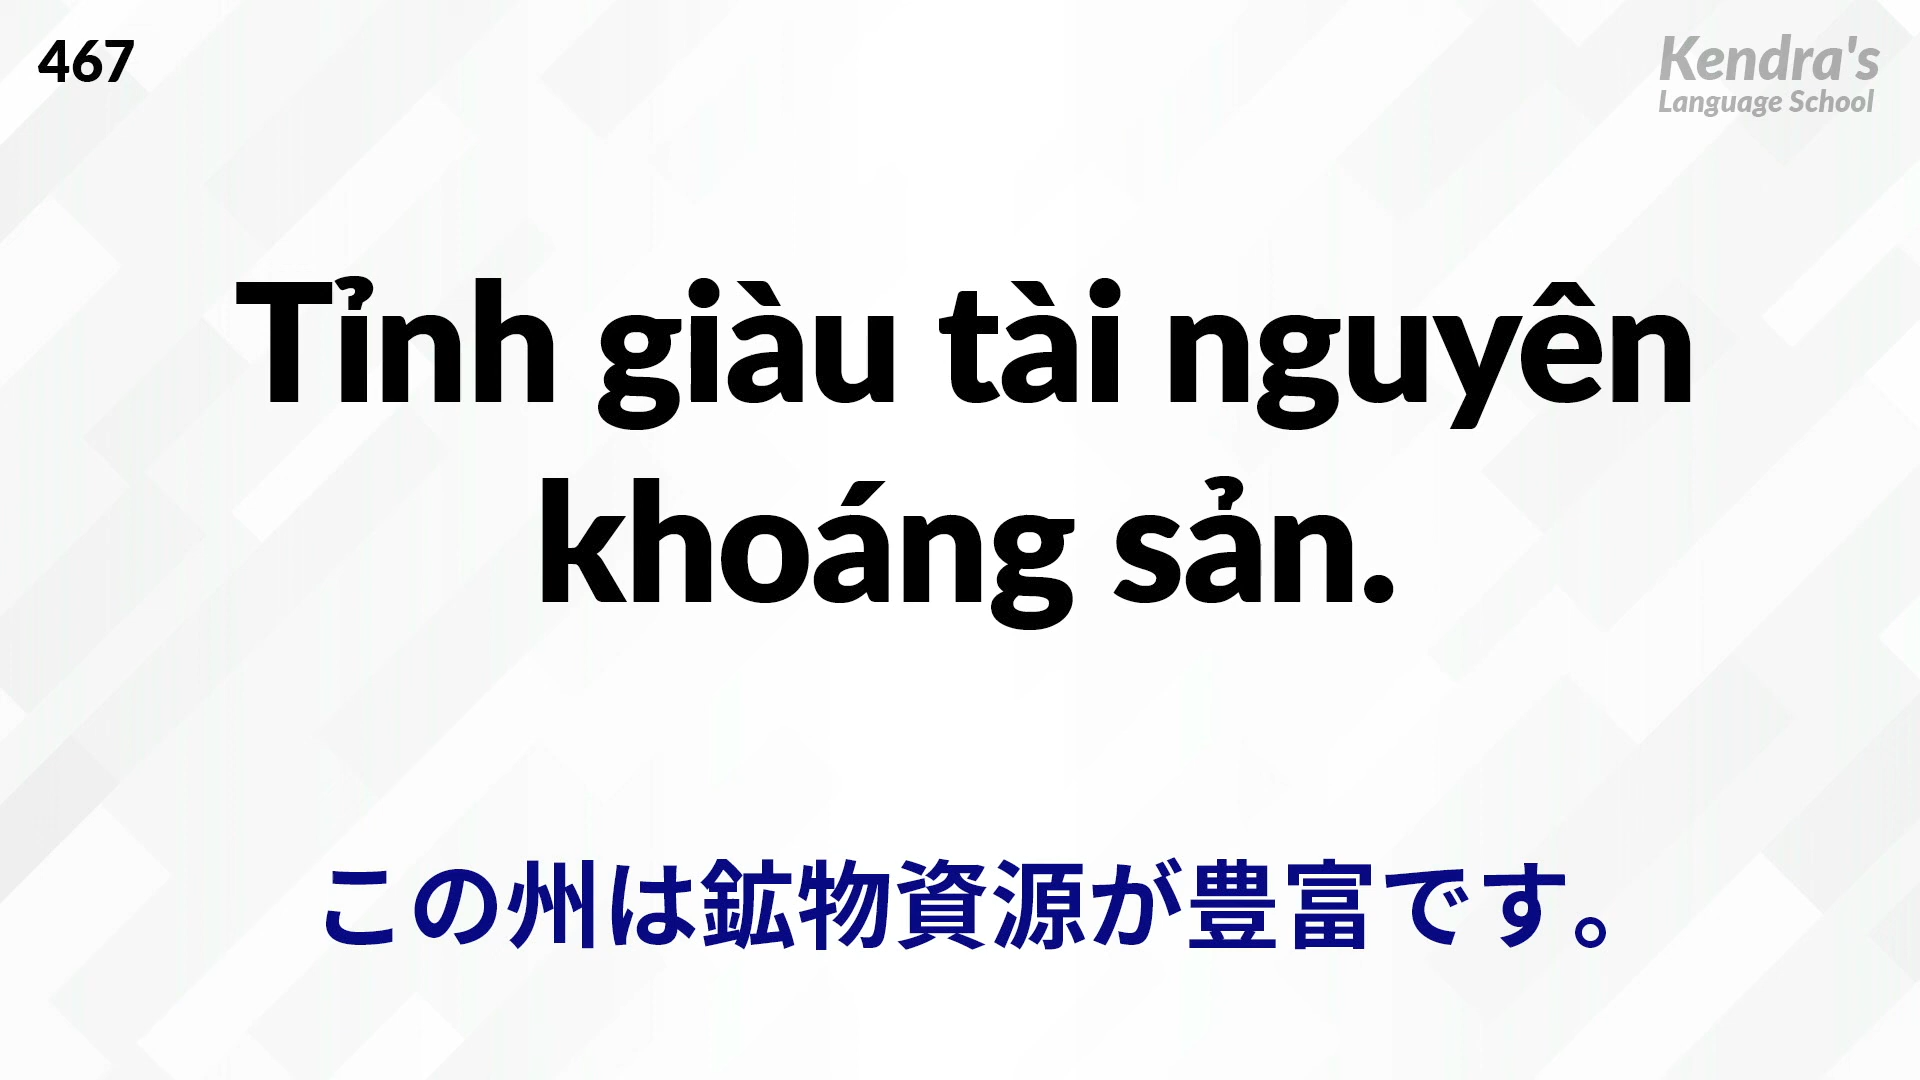 467
Kendra's
Language School
Tỉnh giàu tài nguyên
khoáng sản.
この州は鉱物資源が豊富です。